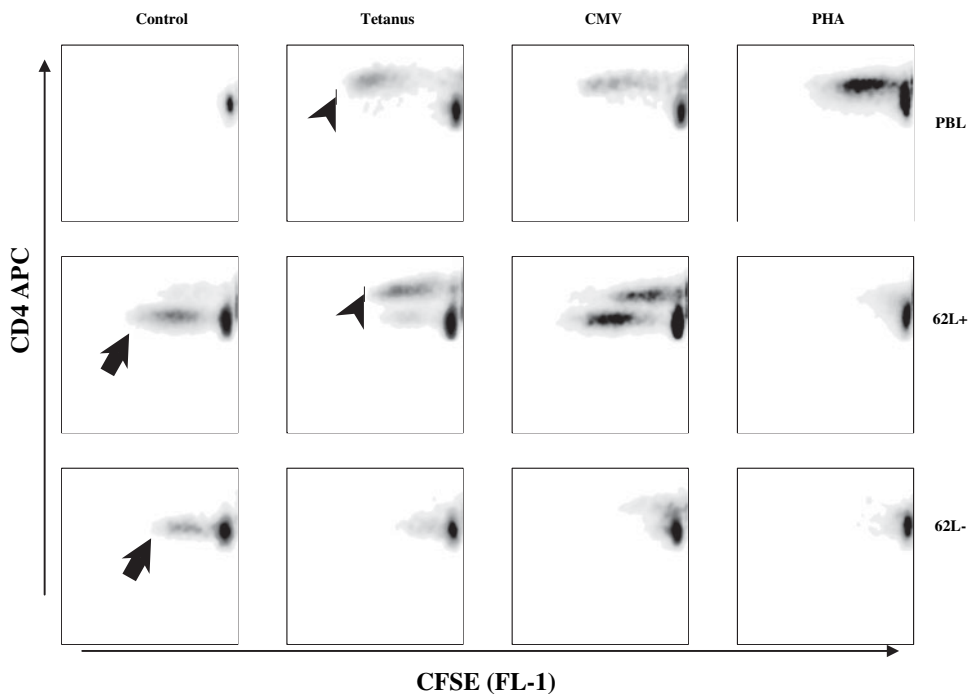 Control Tetanus CMV PHA
PBL
CD4 APC
62L+
62L-
CFSE (FL-1)